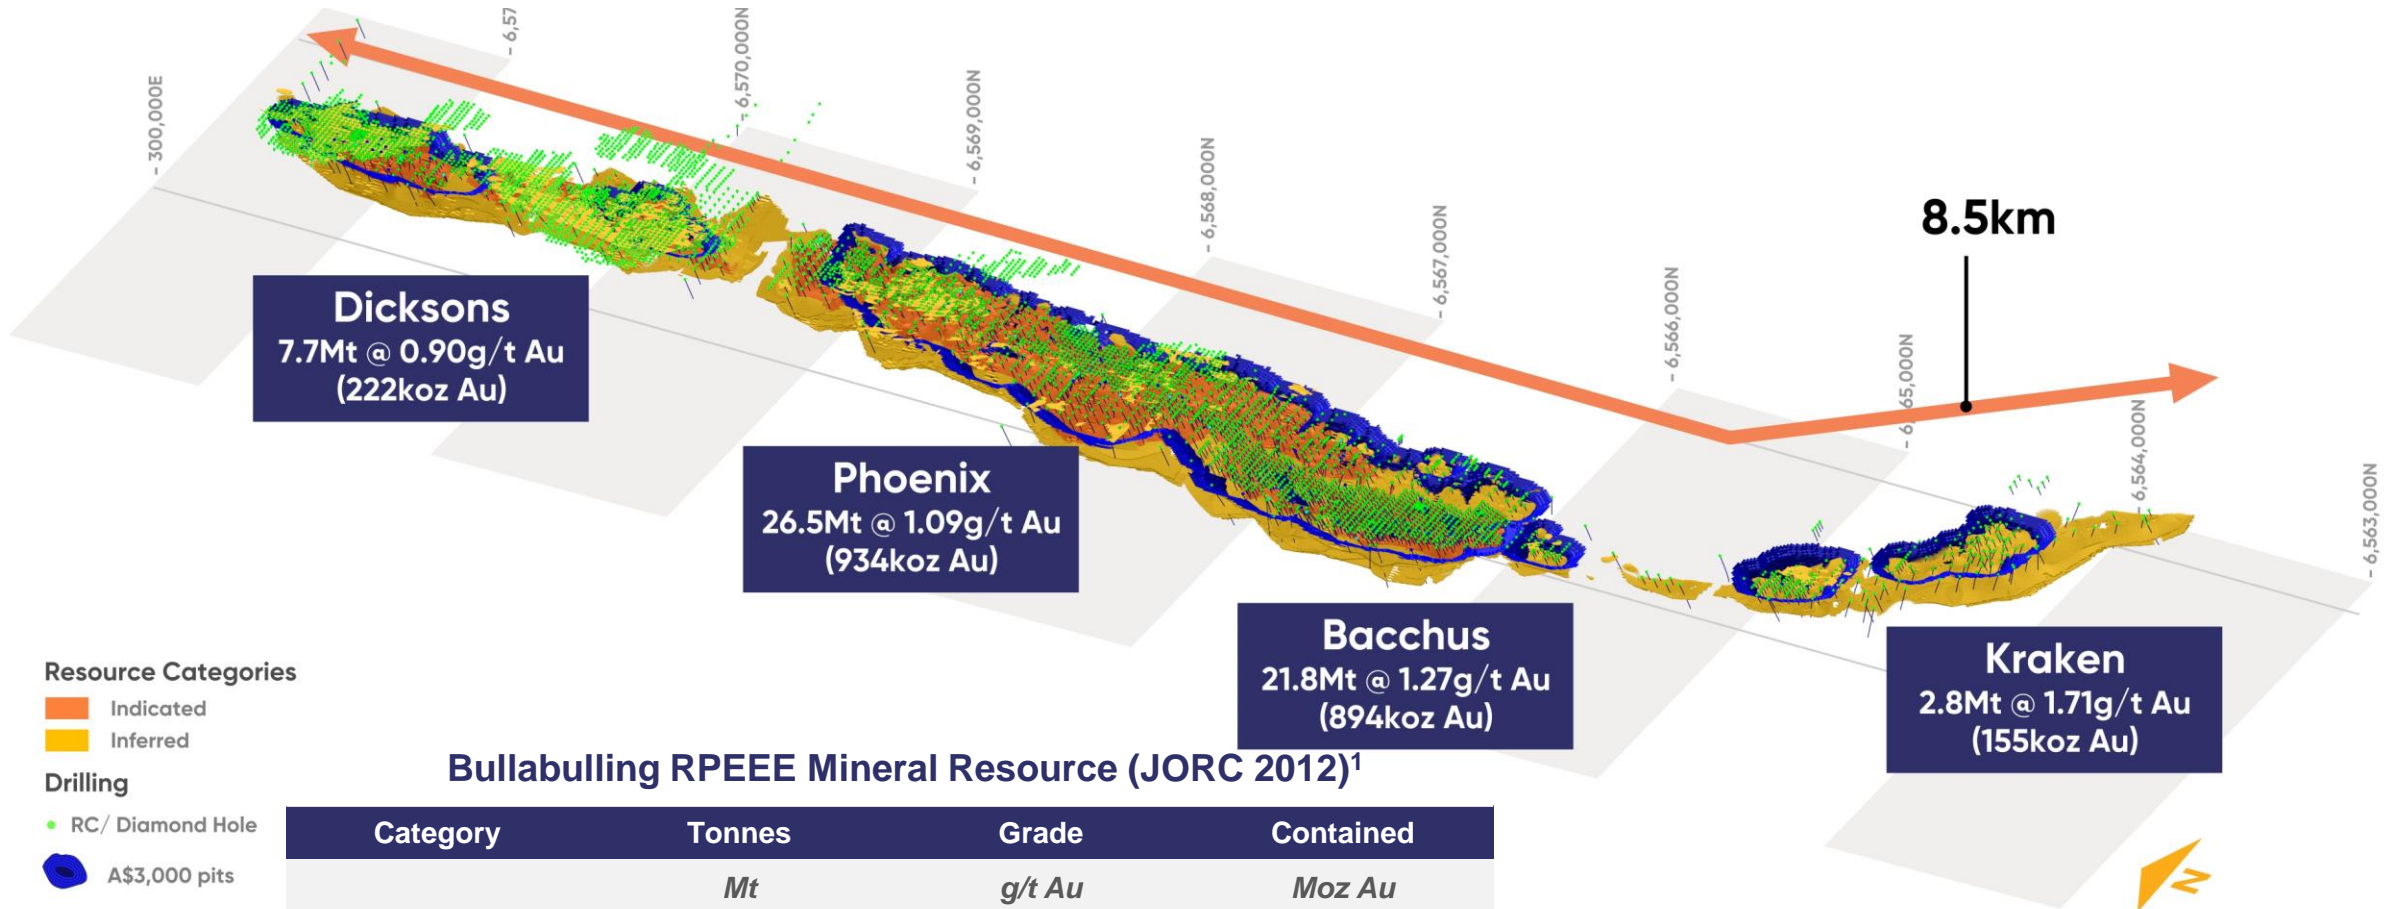 300,000E
- 6,57
- 6,570,000N
- 6,569,000N
- 6,568,000N
- 6,567,000N
- 6,566,000N
65,000N
- 6,564,000N
- 6,563,000N
8.5km
Dicksons
7.7Mt @ 0.90g/t Au
(222koz Au)
Phoenix
26.5Mt @ 1.09g/t Au
(934koz Au)
Bacchus
21.8Mt @ 1.27g/t Au
(894koz Au)
Kraken
2.8Mt @ 1.71g/t Au
(155koz Au)
Resource Categories
Indicated
Inferred
Drilling
RC/ Diamond Hole
A$3,000 pits
Bullabulling RPEEE Mineral Resource (JORC 2012)¹
Category Tonnes Grade Contained
Mt g/t Au Moz Au
N